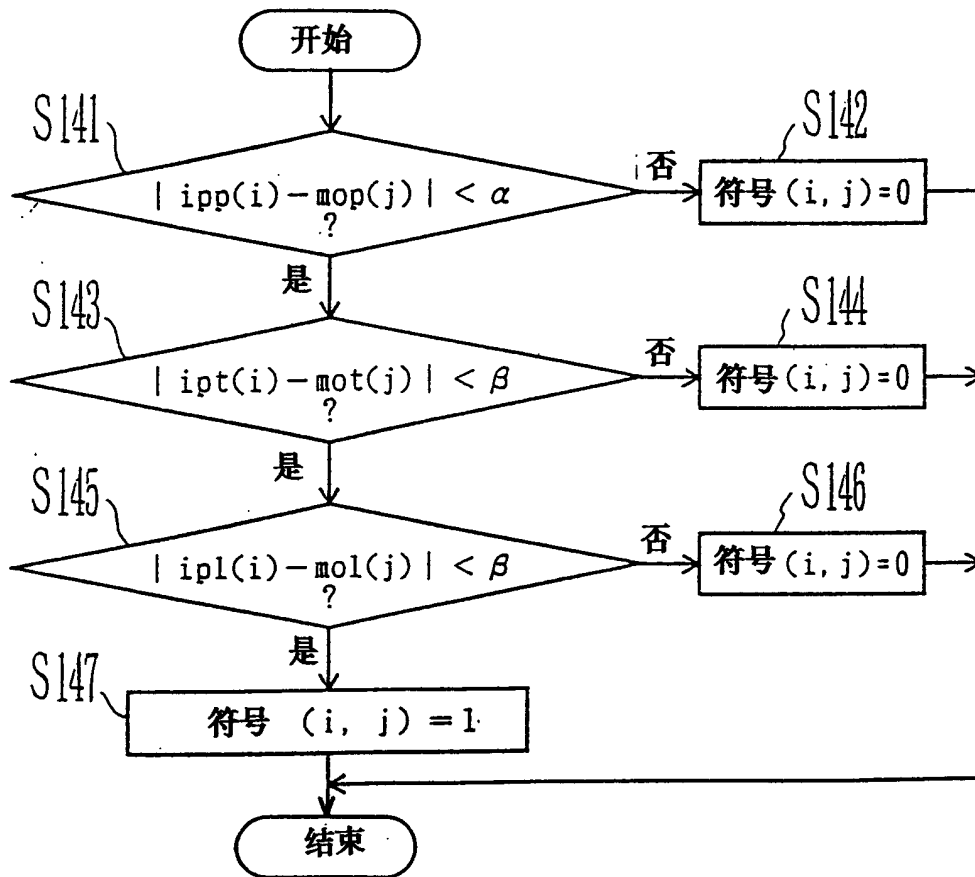 开始
S141
| ipp(i)-mop(j) | < α
?
否
S142
符号(i, j)=0
是
S143
| ipt(i)-mot(j) | < β
?
否
S144
符号(i, j)=0
是
S145
| ipl(i)-mol(j) | < β
?
否
S146
符号(i, j)=0
是
S147
符号 (i, j) = 1
结束